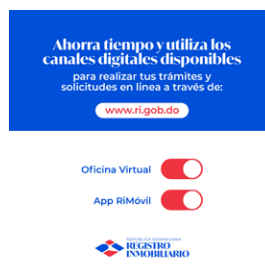 Ahorra tiempo y utiliza los
canales digitales disponibles
para realizar tus trámites y
solicitudes en línea a través de:
www.ri.gob.do
Oficina Virtual
App RiMóvil
REPÚBLICA DOMINICANA
REGISTRO
INMOBILIARIO